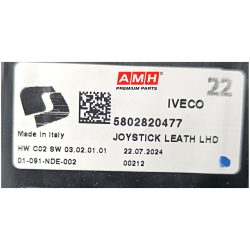 AMH
PREMIUM PARTS
22
IVECO
5802820477
Made in Italy
JOYSTICK LEATH LHD
HW C02 SW 03.02.01.01
22.07.2024
01-091-NDE-002
00212